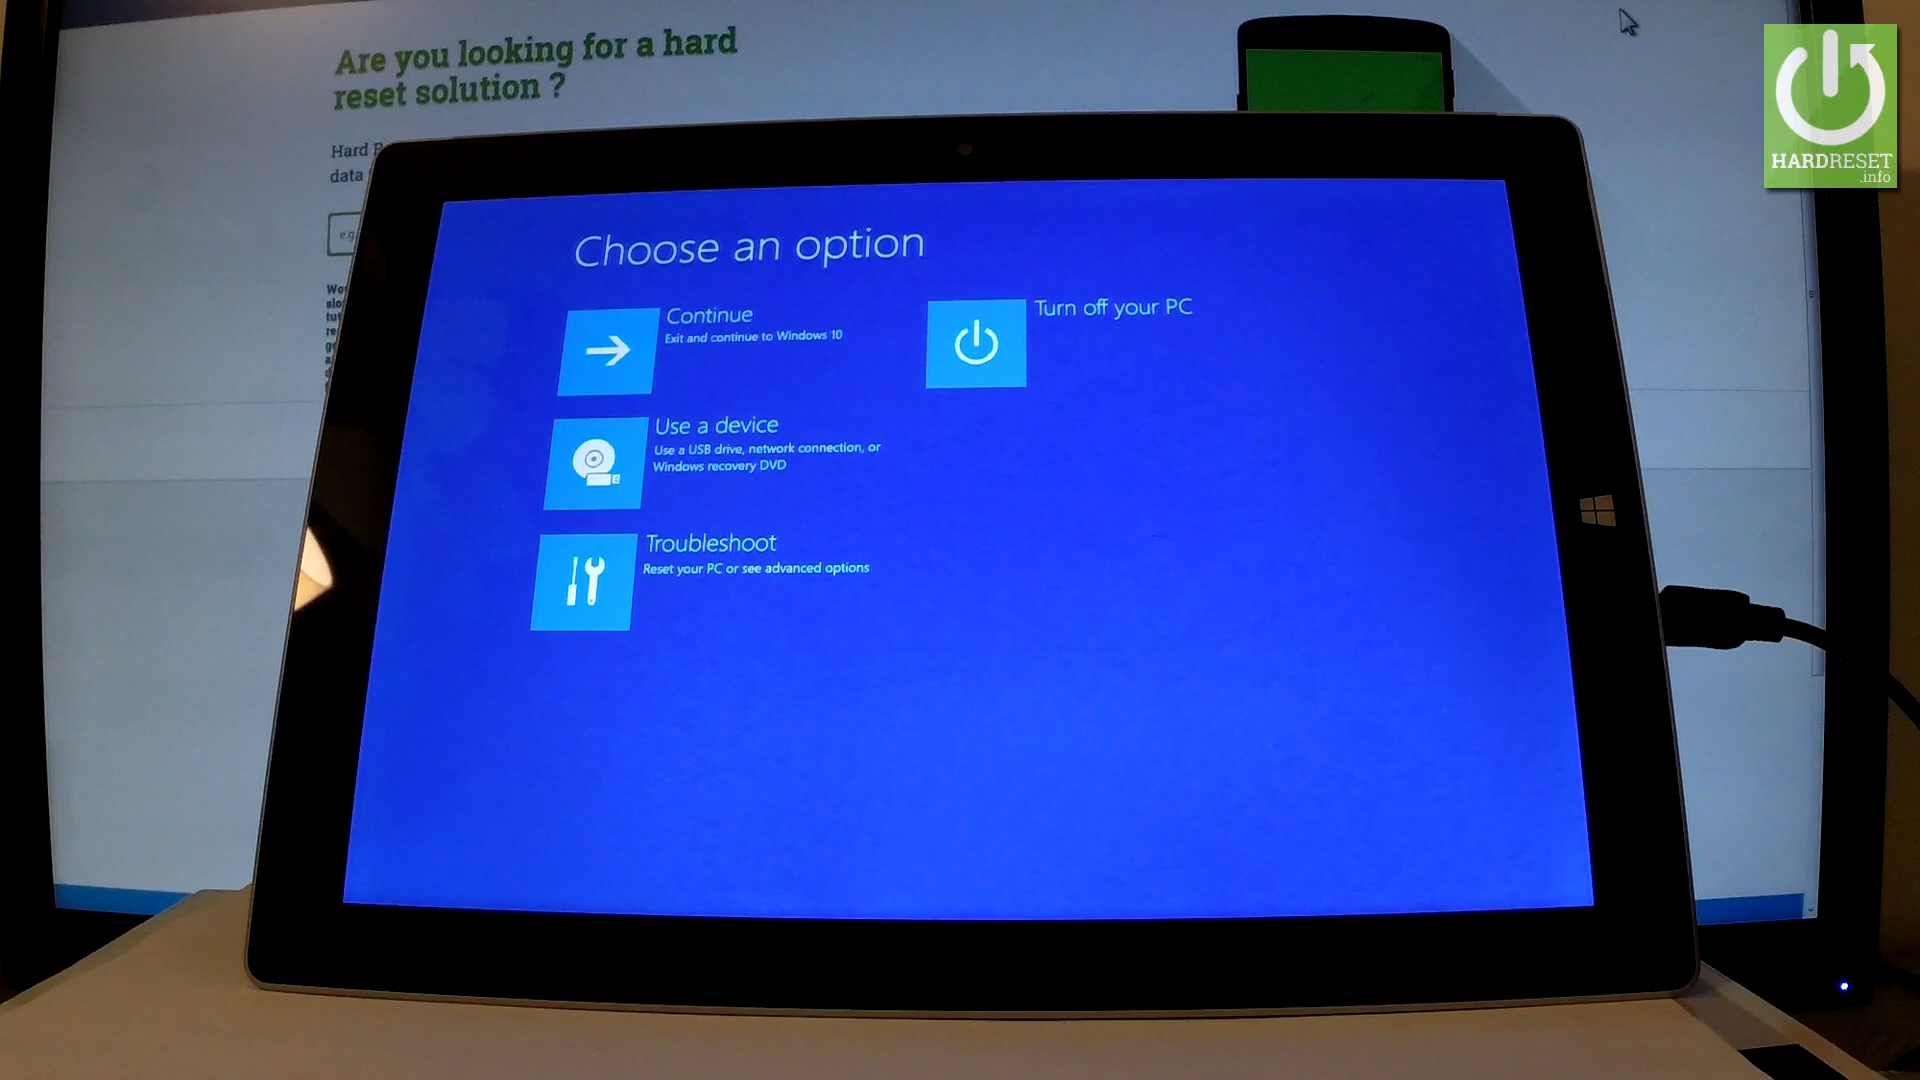 Are you looking for a hard
reset solution ?
Hard
data
e.g.
HARDRESET
.info
Choose an option
Continue
Exit and continue to Windows 10
Turn off your PC
Use a device
Use a USB drive, network connection, or
Windows recovery DVD
Troubleshoot
Reset your PC or see advanced options